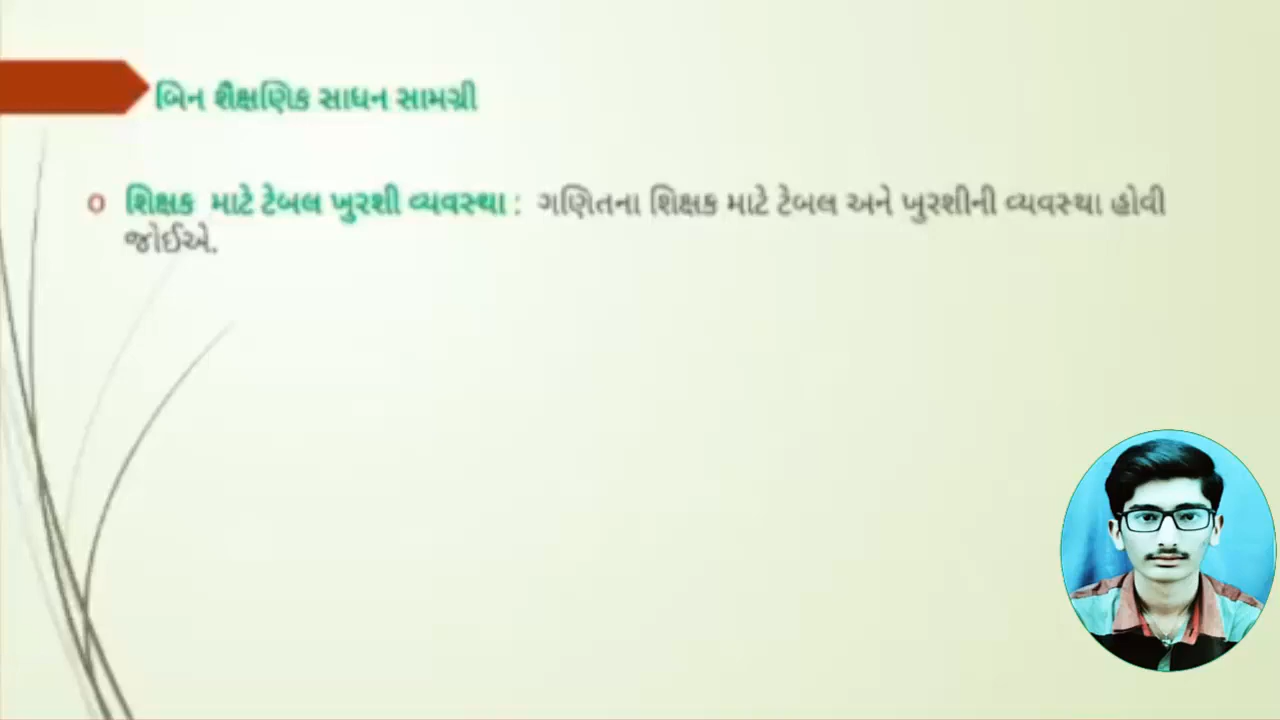 બિન શૈક્ષણિક સાધન સામગ્રી
શિક્ષક માટે ટેબલ ખુરશી વ્યવસ્થા : ગણિતના શિક્ષક માટે ટેબલ અને ખુરશીની વ્યવસ્થા હોવી
જોઈએ.